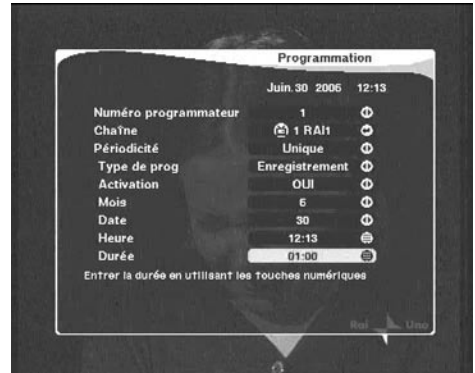 Programmation
Juin. 30 2006 12:13
Numéro programmateur 1
Chaîne 1 RAI1
Périodicité Unique
Type de prog Enregistrement
Activation OUI
Mois 6
Date 30
Heure 12:13
Durée 01:00
Entrer la durée en utilisant les touches numériques
Rai Uno